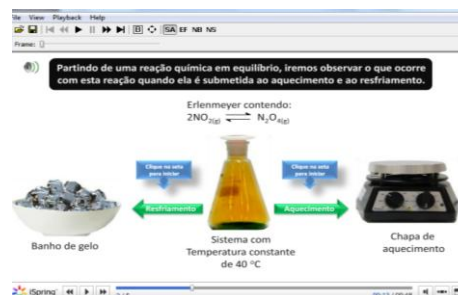 File View Playback Help
B SA EF NB NS
Frame:
Partindo de uma reação química em equilíbrio, iremos observar o que ocorre
com esta reação quando ela é submetida ao aquecimento e ao resfriamento.
Erlenmeyer contendo:
2NO2(g) ⇌ N2O4(g)
Clique na seta
para iniciar
Clique na seta
para iniciar
Resfriamento
Aquecimento
Banho de gelo
Sistema com
Temperatura constante
de 40 °C
Chapa de
aquecimento
iSpring